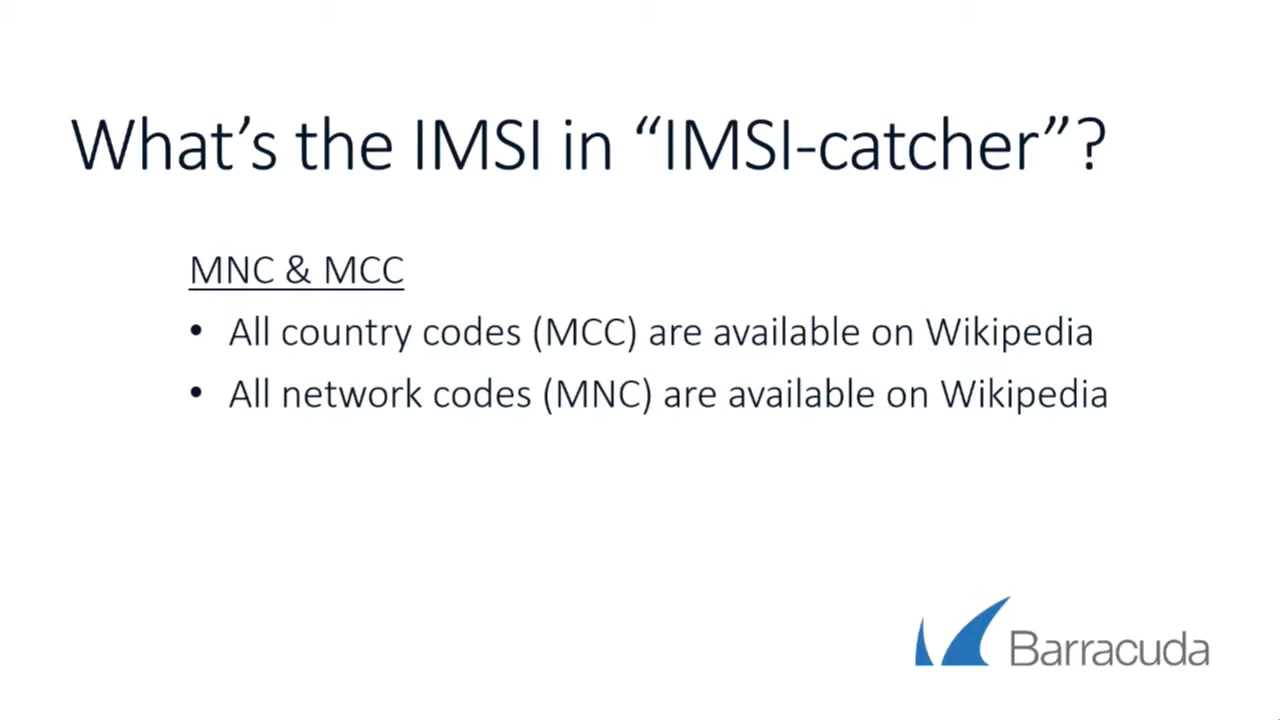 What’s the IMSI in “IMSI-catcher”?
MNC & MCC
• All country codes (MCC) are available on Wikipedia
• All network codes (MNC) are available on Wikipedia
Barracuda